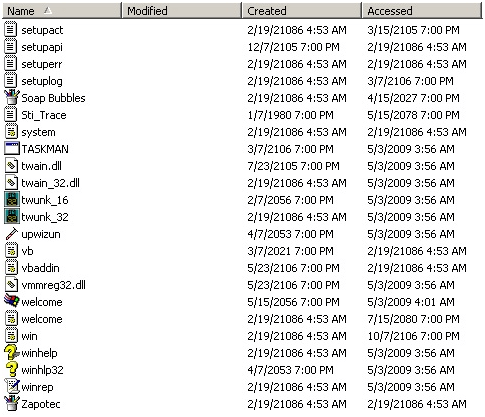 Name Modified Created Accessed
setupact 2/19/21086 4:53 AM 3/15/2105 7:00 PM
setupapi 12/7/2105 7:00 PM 2/19/21086 4:53 AM
setuperr 2/19/21086 4:53 AM 2/19/21086 4:53 AM
setuplog 2/19/21086 4:53 AM 3/7/2106 7:00 PM
Soap Bubbles 2/19/21086 4:53 AM 4/15/2027 7:00 PM
Sti_Trace 1/7/1980 7:00 PM 5/15/2078 7:00 PM
system 2/19/21086 4:53 AM 2/19/21086 4:53 AM
TASKMAN 3/7/2106 7:00 PM 5/3/2009 3:56 AM
twain.dll 7/23/2105 7:00 PM 5/3/2009 3:56 AM
twain_32.dll 2/19/21086 4:53 AM 5/3/2009 3:56 AM
twunk_16 2/7/2056 7:00 PM 5/3/2009 3:56 AM
twunk_32 2/19/21086 4:53 AM 5/3/2009 3:56 AM
upwizun 4/7/2053 7:00 PM 5/3/2009 3:56 AM
vb 3/7/2021 7:00 PM 2/19/21086 4:53 AM
vbaddin 5/23/2106 7:00 PM 2/19/21086 4:53 AM
vmmreg32.dll 5/23/2106 7:00 PM 5/3/2009 3:56 AM
welcome 5/15/2056 7:00 PM 5/3/2009 4:01 AM
welcome 2/19/21086 4:53 AM 7/15/2080 7:00 PM
win 2/19/21086 4:53 AM 10/7/2106 7:00 PM
winhelp 2/19/21086 4:53 AM 5/3/2009 3:56 AM
winhlp32 4/7/2053 7:00 PM 5/3/2009 3:56 AM
winrep 2/19/21086 4:53 AM 5/3/2009 3:56 AM
Zapotec 2/19/21086 4:53 AM 2/19/21086 4:53 AM